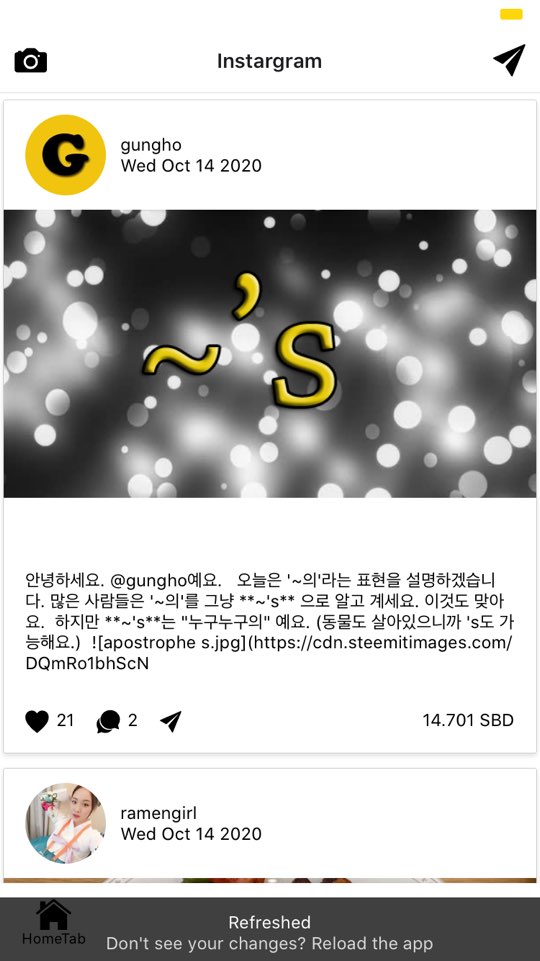 Instargram
G
gungho
Wed Oct 14 2020
~'s
안녕하세요. @gungho예요.   오늘은 '~의'라는 표현을 설명하겠습니
다. 많은 사람들은 '~의'를 그냥 **~'s** 으로 알고 계세요. 이것도 맞아
요.  하지만 **~'s**는 "누구누구의" 예요. (동물도 살아있으니까 's도 가
능해요.)  ![apostrophe s.jpg](https://cdn.steemitimages.com/
DQmRo1bhScN
21 2 14.701 SBD
ramengirl
Wed Oct 14 2020
HomeTab
Refreshed
Don't see your changes? Reload the app